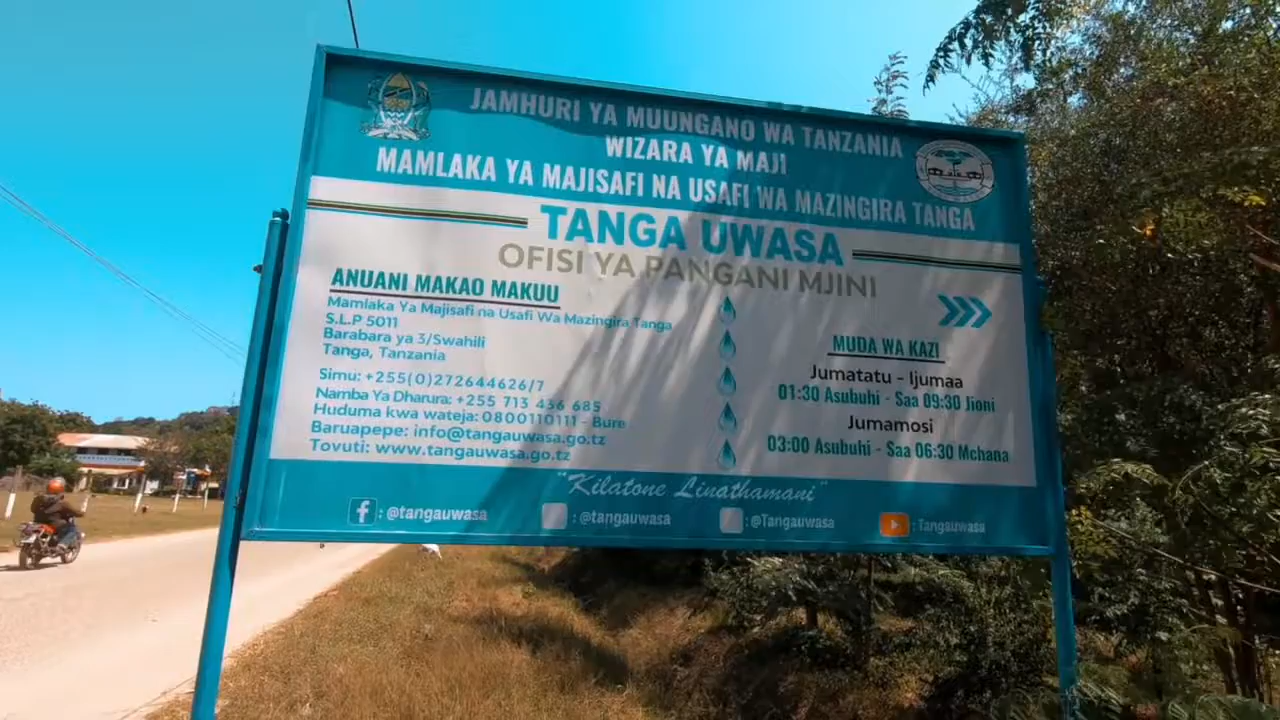 JAMHURI YA MUUNGANO WA TANZANIA
WIZARA YA MAJI
MAMLAKA YA MAJISAFI NA USAFI WA MAZINGIRA TANGA
TANGA UWASA
OFISI YA PANGANI MJINI
ANUANI MAKAO MAKUU
Mamlaka Ya Majisafi na Usafi Wa Mazingira Tanga
S.L.P 5011
Barabara ya 3/Swahili
Tanga, Tanzania
Simu: +255(0)272644626/7
Namba Ya Dharura: +255 713 436 685
Huduma kwa wateja: 0800110111 - Bure
Baruapepe: info@tangauwasa.go.tz
Tovuti: www.tangauwasa.go.tz
MUDA WA KAZI
Jumatatu - Ijumaa
01:30 Asubuhi - Saa 09:30 Jioni
Jumamosi
03:00 Asubuhi - Saa 06:30 Mchana
"Kilatone Linathamani"
: @tangauwasa
: @tangauwasa
: @Tangauwasa
: Tangauwasa